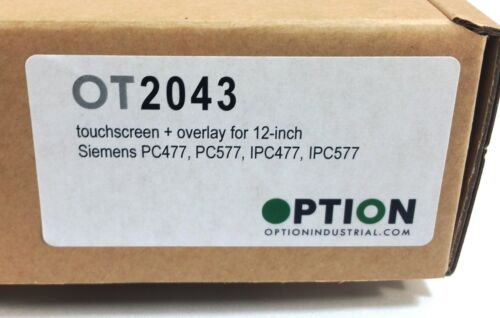 OT2043
touchscreen + overlay for 12-inch
Siemens PC477, PC577, IPC477, IPC577
OPTION
OPTIONINDUSTRIAL.COM